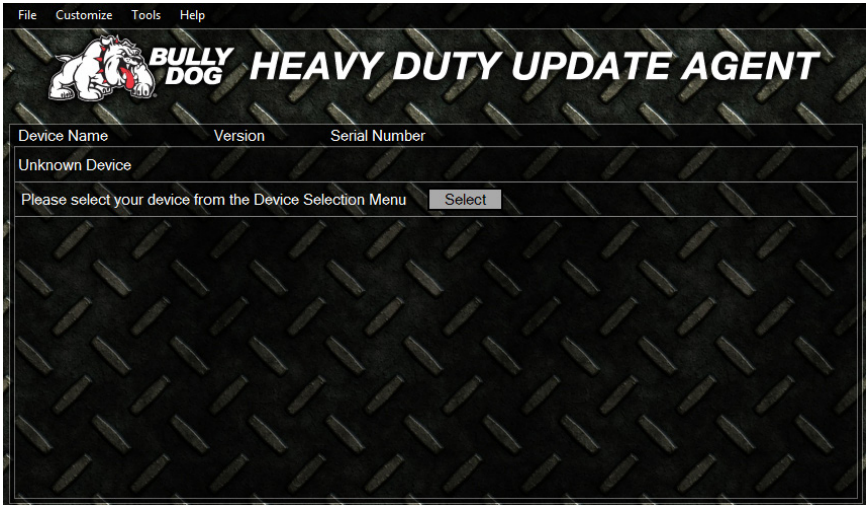 File Customize Tools Help
BULLY DOG HEAVY DUTY UPDATE AGENT
Device Name Version Serial Number
Unknown Device
Please select your device from the Device Selection Menu Select